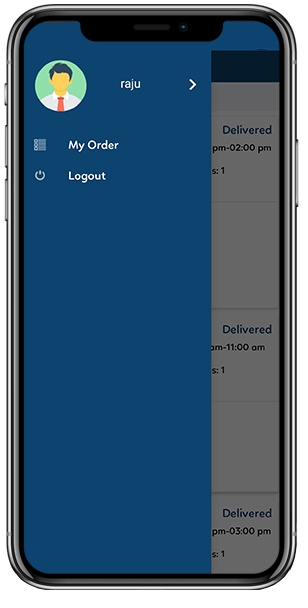 raju
My Order
Logout
Delivered
pm-02:00 pm
s: 1
Delivered
am-11:00 am
s: 1
Delivered
pm-03:00 pm
s: 1